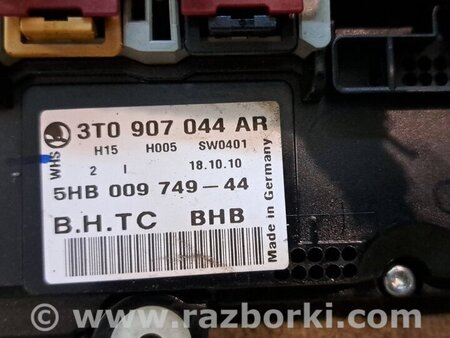 3T0 907 044 AR
H15 H005 SW0401
2 I 18.10.10
5HB 009 749-44
B.H.TC BHB
WHS
Made in Germany
© www.razborki.com